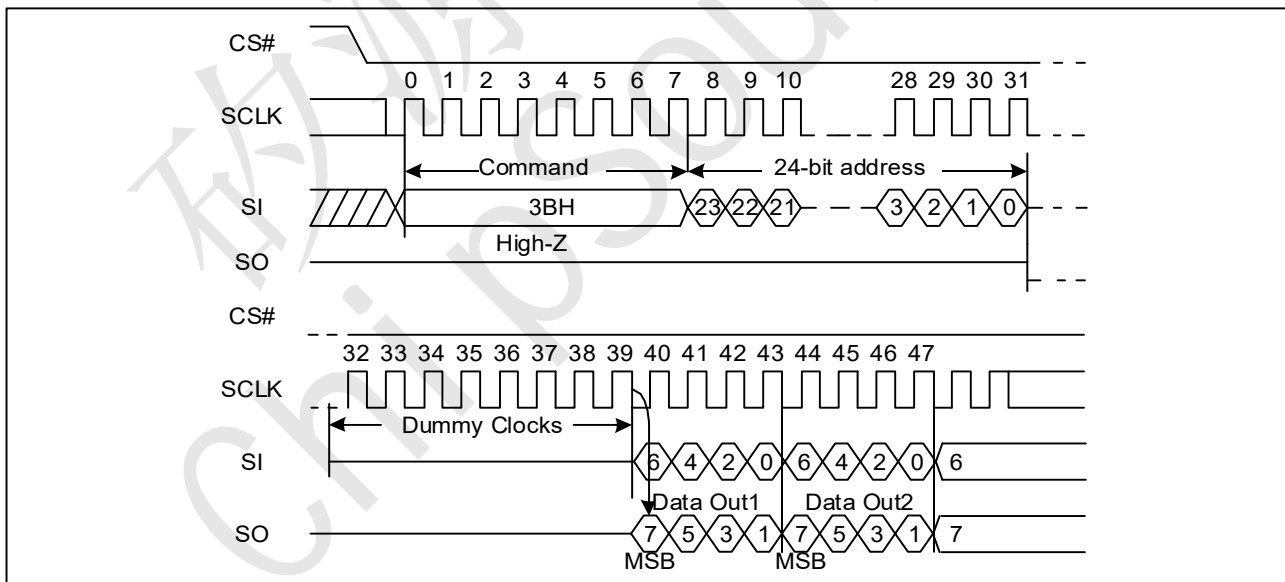 CS#
0 1 2 3 4 5 6 7 8 9 10 28 29 30 31
SCLK
Command 24-bit address
SI 3BH 23 22 21 3 2 1 0
High-Z
SO
CS#
32 33 34 35 36 37 38 39 40 41 42 43 44 45 46 47
SCLK
Dummy Clocks
SI 6 4 2 0 6 4 2 0 6
Data Out1 Data Out2
SO 7 5 3 1 7 5 3 1 7
MSB MSB
矽源
Chip Sour